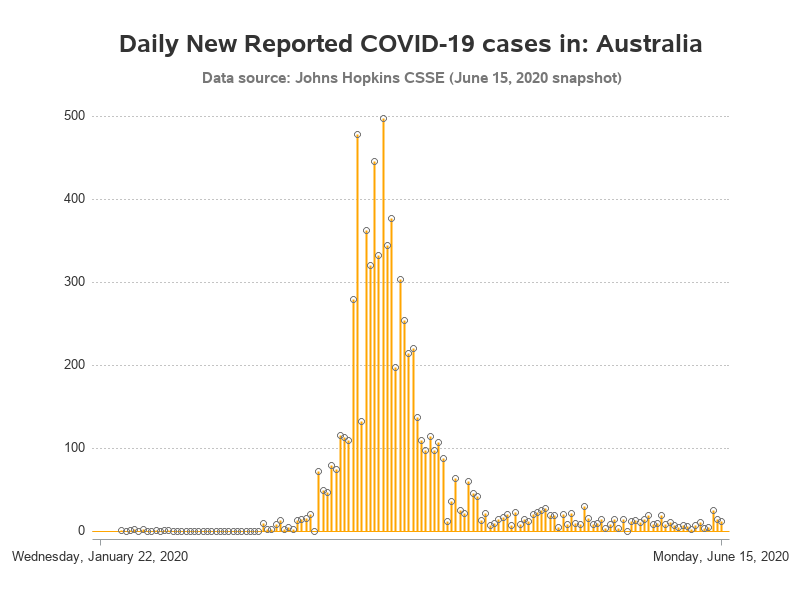 Daily New Reported COVID-19 cases in: Australia
Data source: Johns Hopkins CSSE (June 15, 2020 snapshot)
500
400
300
200
100
0
Wednesday, January 22, 2020 Monday, June 15, 2020